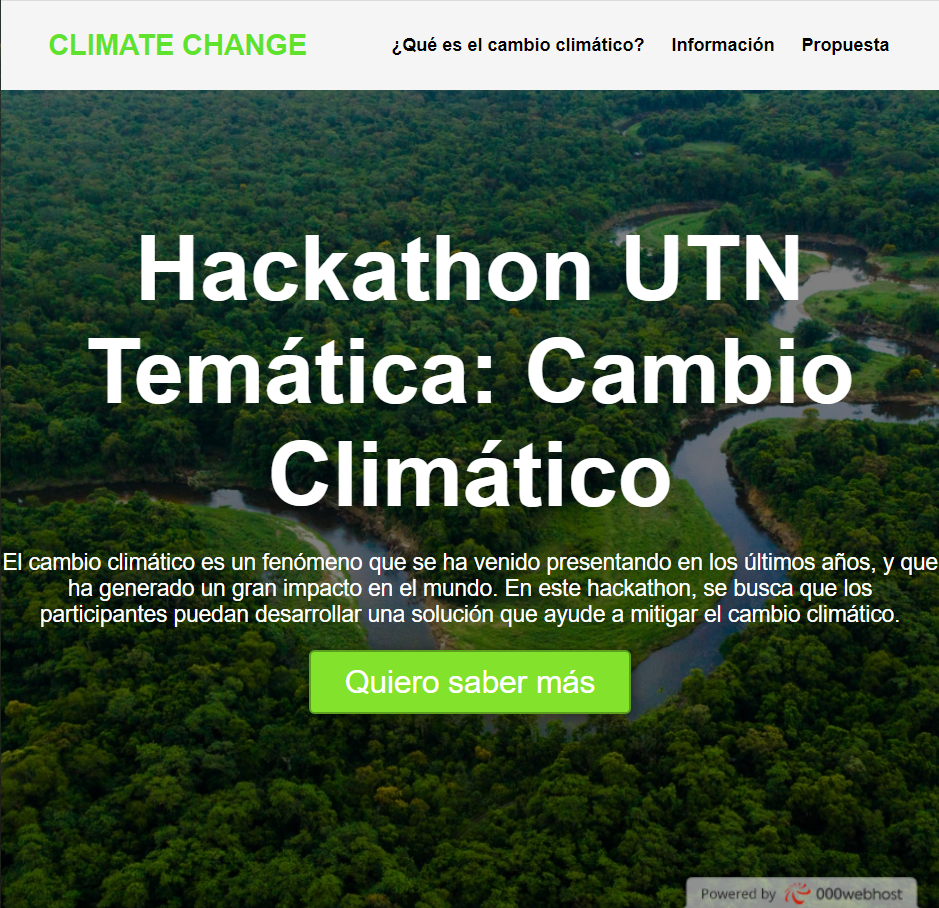 CLIMATE CHANGE
¿Qué es el cambio climático? Información Propuesta
Hackathon UTN
Temática: Cambio
Climático
El cambio climático es un fenómeno que se ha venido presentando en los últimos años, y que
ha generado un gran impacto en el mundo. En este hackathon, se busca que los
participantes puedan desarrollar una solución que ayude a mitigar el cambio climático.
Quiero saber más
Powered by 000webhost